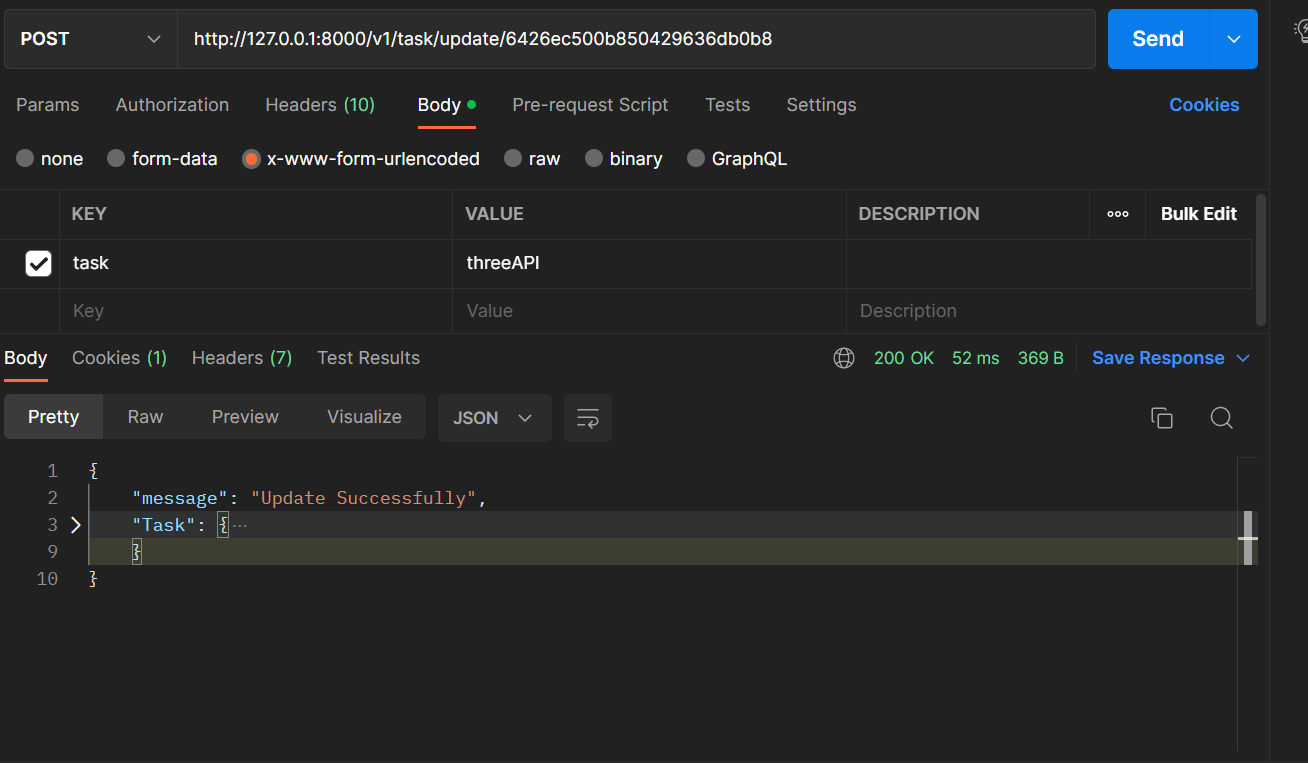 POST http://127.0.0.1:8000/v1/task/update/6426ec500b850429636db0b8 Send
Params Authorization Headers (10) Body Pre-request Script Tests Settings Cookies
none form-data x-www-form-urlencoded raw binary GraphQL
KEY VALUE DESCRIPTION Bulk Edit
task threeAPI
Key Value Description
Body Cookies (1) Headers (7) Test Results 200 OK 52 ms 369 B Save Response
Pretty Raw Preview Visualize JSON
1 {
2 "message": "Update Successfully",
3 "Task": {...
9 }
10 }